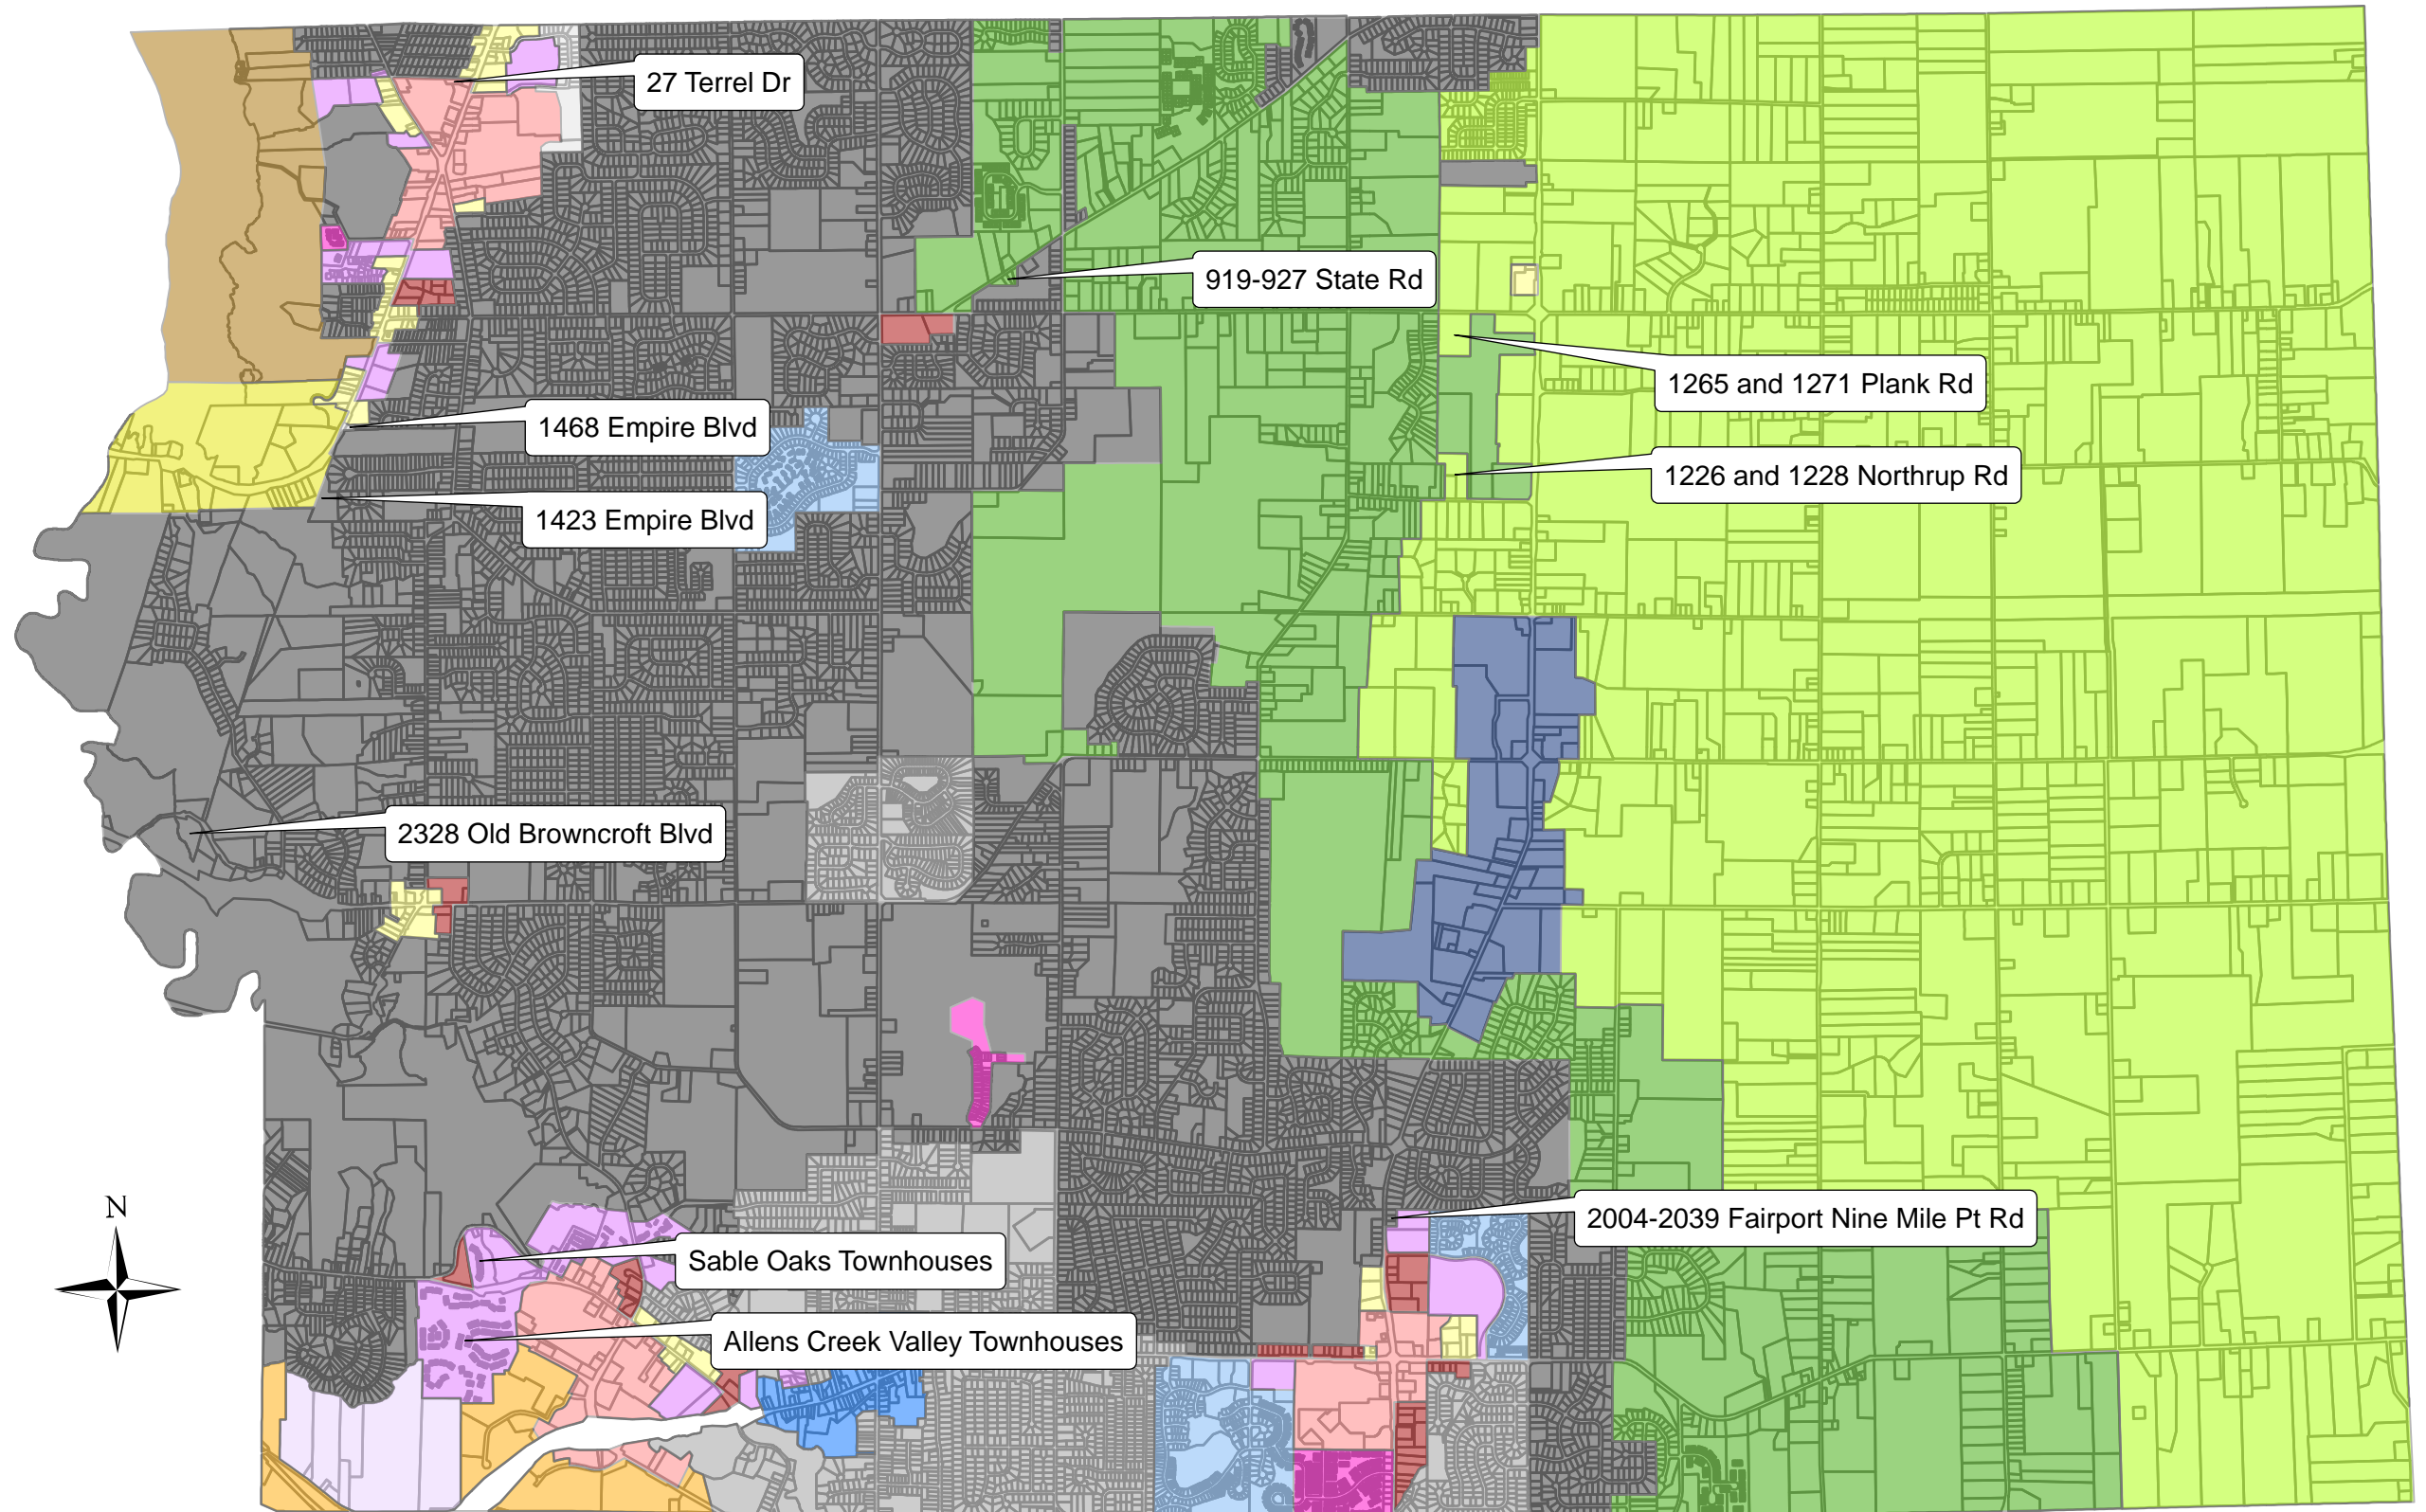 27 Terrel Dr
919-927 State Rd
1265 and 1271 Plank Rd
1468 Empire Blvd
1226 and 1228 Northrup Rd
1423 Empire Blvd
2328 Old Browncroft Blvd
N
2004-2039 Fairport Nine Mile Pt Rd
Sable Oaks Townhouses
Allens Creek Valley Townhouses